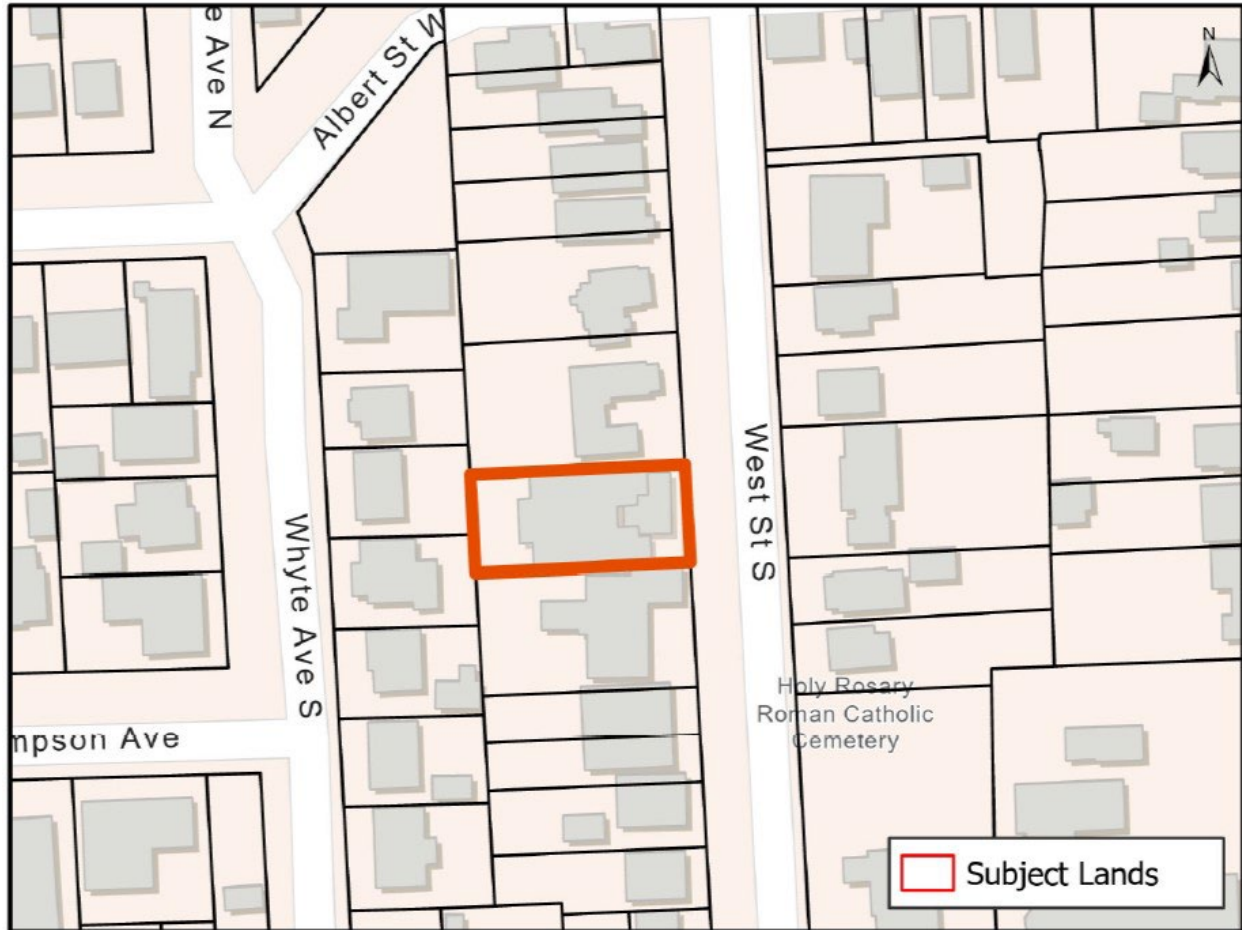 e Ave N
Albert St W
N
West St S
Whyte Ave S
mpson Ave
Holy Rosary
Roman Catholic
Cemetery
Subject Lands